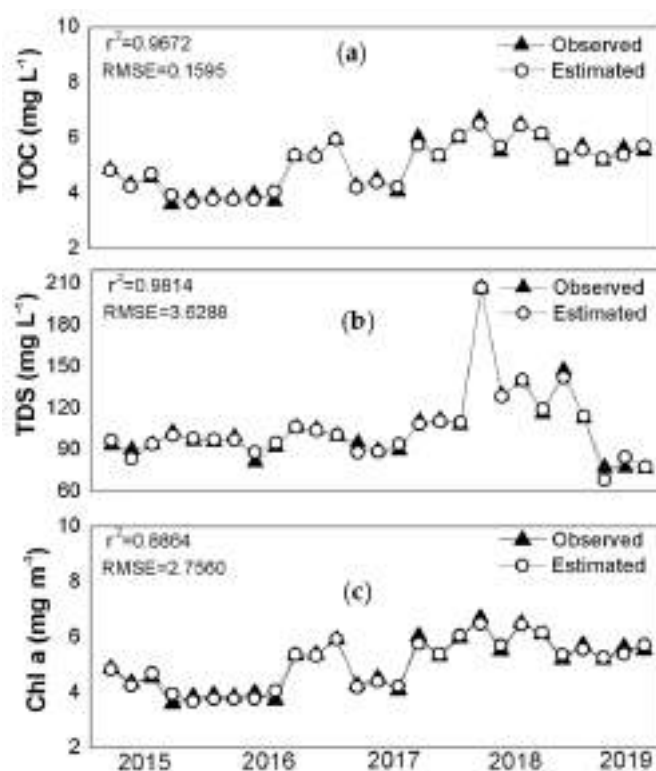 10
r²=0.9672
(a)
Observed
RMSE=0.1595
Estimated
8
6
4
2
TOC (mg L⁻¹)
210
r²=0.9814
Observed
RMSE=3.6288
Estimated
180
(b)
150
120
90
60
TDS (mg L⁻¹)
10
r²=0.8864
Observed
RMSE=2.7560
Estimated
8
(c)
6
4
2
Chl a (mg m⁻³)
2015 2016 2017 2018 2019